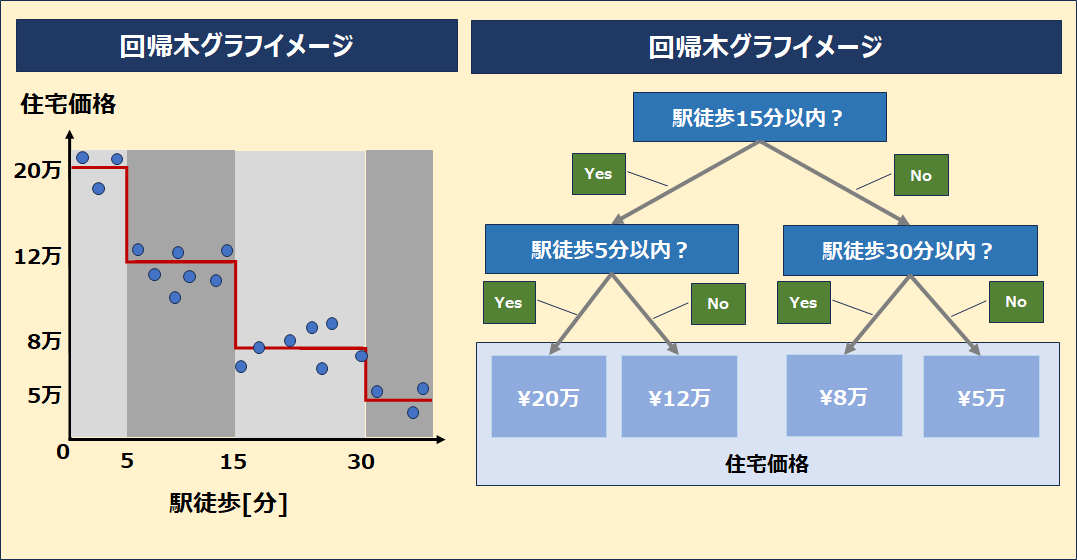 回帰木グラフイメージ
住宅価格
20万
12万
8万
5万
0
5
15
30
駅徒歩[分]
回帰木グラフイメージ
駅徒歩15分以内？
Yes
No
駅徒歩5分以内？
駅徒歩30分以内？
Yes
No
Yes
No
¥20万
¥12万
¥8万
¥5万
住宅価格